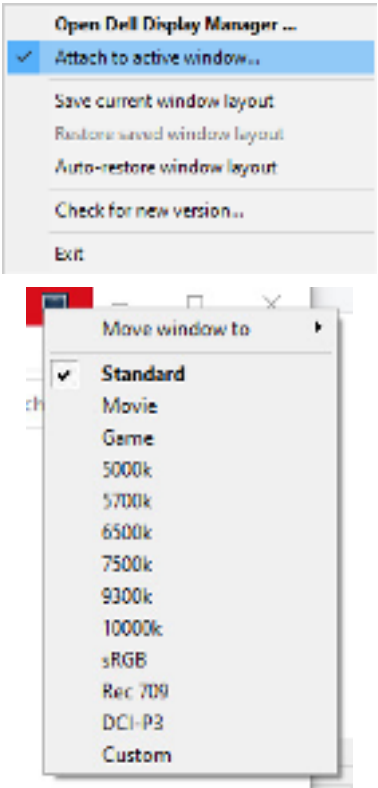 Open Dell Display Manager ...
Attach to active window...
Save current window layout
Restore saved window layout
Auto-restore window layout
Check for new version...
Exit
Move window to
Standard
ch
Movie
Game
5000k
5700k
6500k
7500k
9300k
10000k
sRGB
Rec 709
DCI-P3
Custom